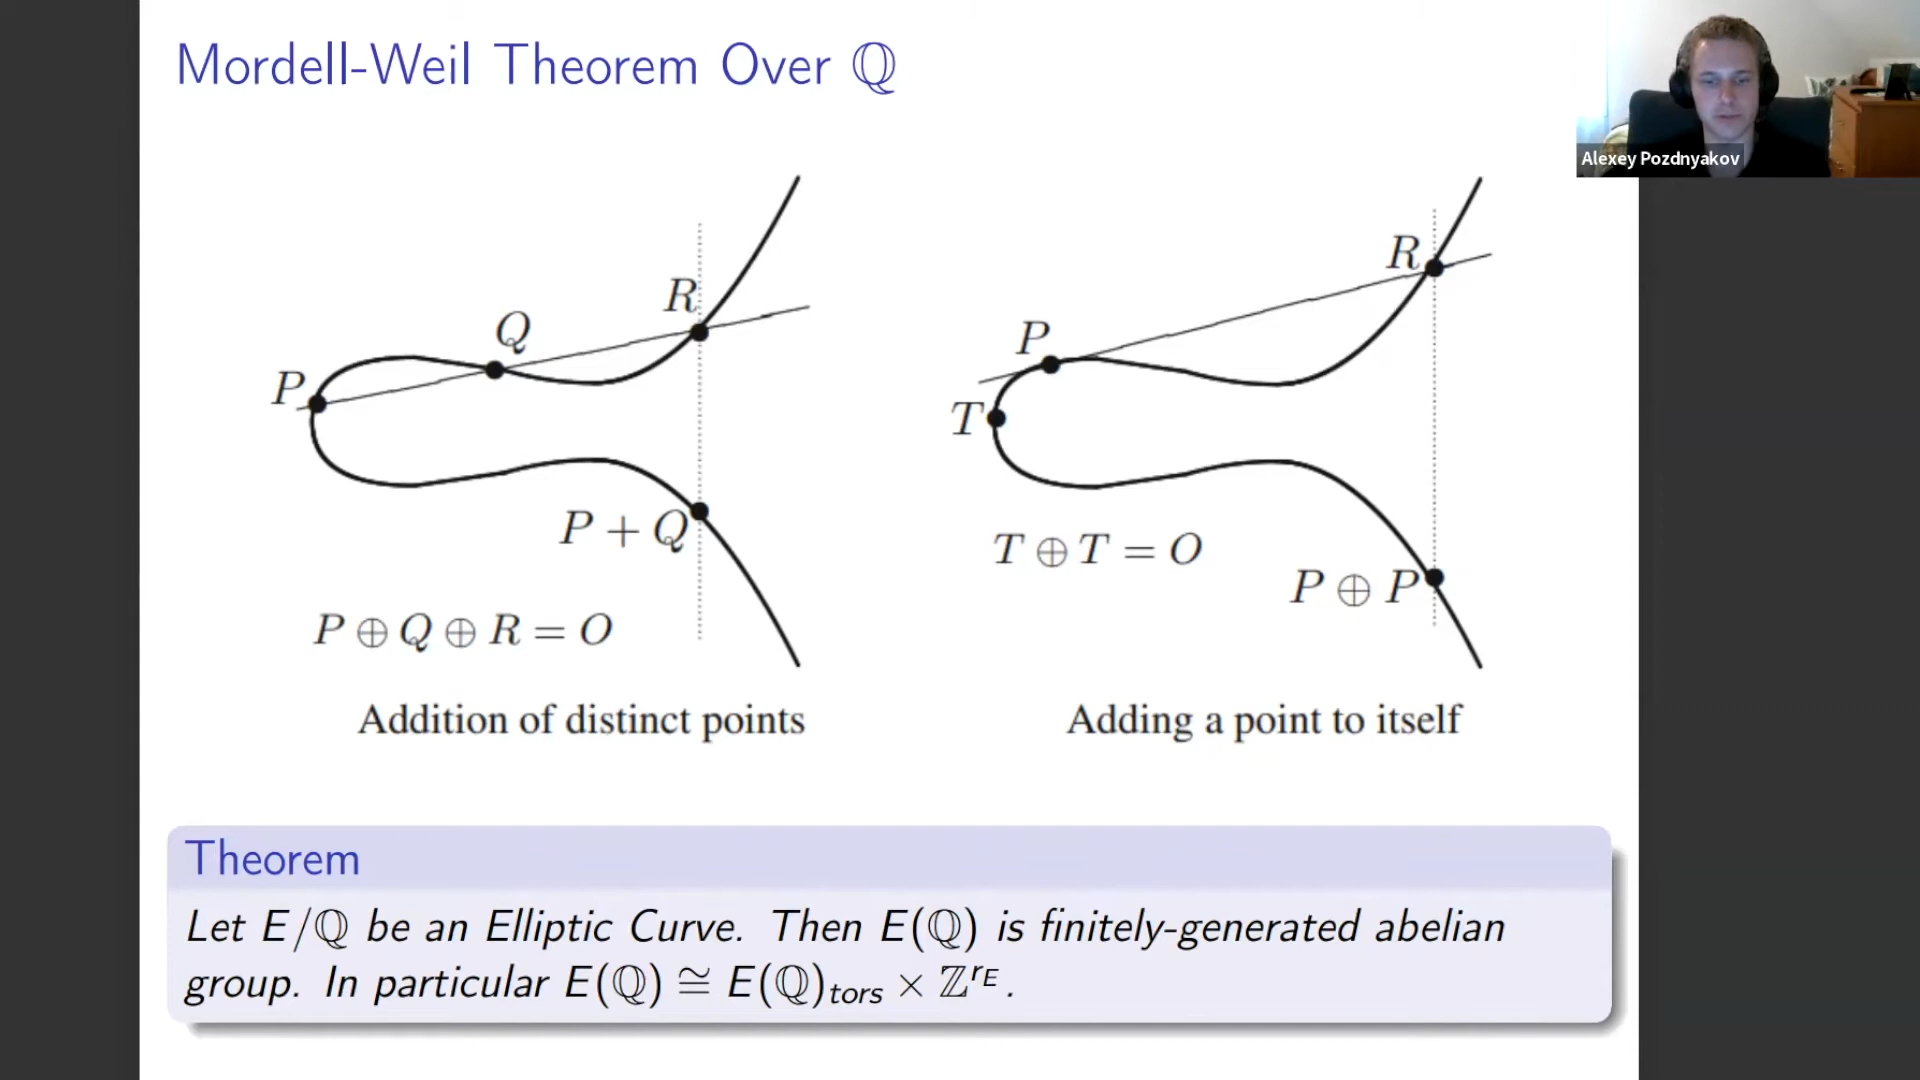 Mordell-Weil Theorem Over ℚ
Alexey Pozdnyakov
P
Q
R
P + Q
P ⊕ Q ⊕ R = O
Addition of distinct points
P
T
R
T ⊕ T = O
P ⊕ P
Adding a point to itself
Theorem
Let E/ℚ be an Elliptic Curve. Then E(ℚ) is finitely-generated abelian
group. In particular E(ℚ) ≅ E(ℚ)_{tors} × ℤ^{r_E}.